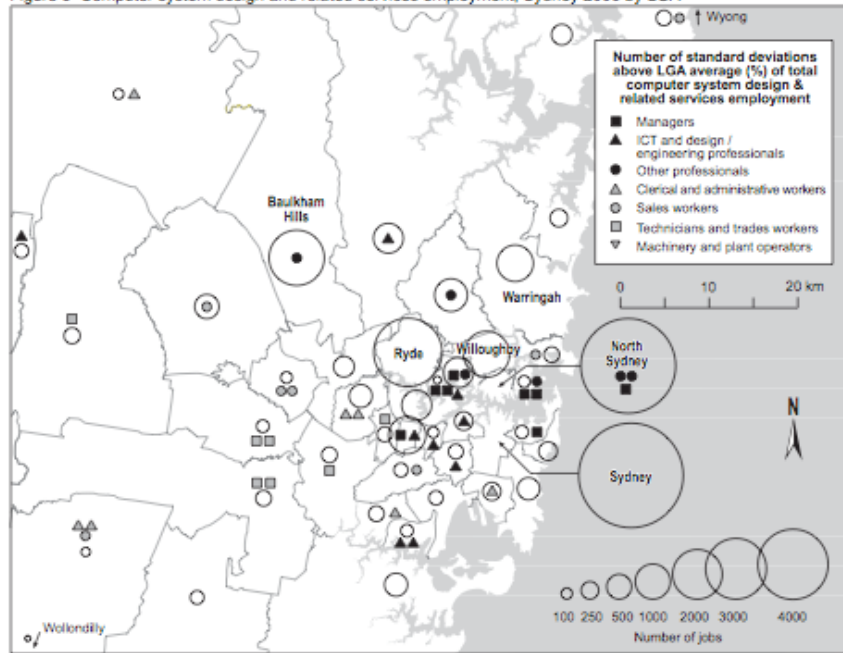 Wyong
Number of standard deviations
above LGA average (%) of total
computer system design &
related services employment
Managers
ICT and design /
engineering professionals
Other professionals
Clerical and administrative workers
Sales workers
Technicians and trades workers
Machinery and plant operators
Baulkham
Hills
Warringah
0 10 20 km
Ryde
Willoughby
North
Sydney
N
Sydney
100 250 500 1000 2000 3000 4000
Number of jobs
Wollondilly